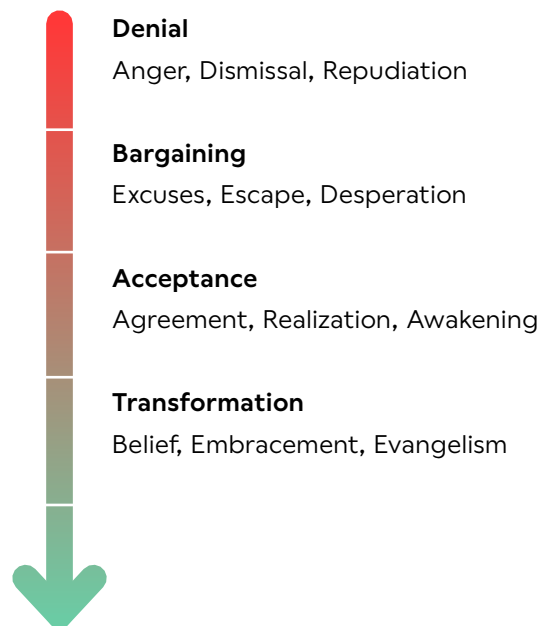 Denial
Anger, Dismissal, Repudiation
Bargaining
Excuses, Escape, Desperation
Acceptance
Agreement, Realization, Awakening
Transformation
Belief, Embracement, Evangelism